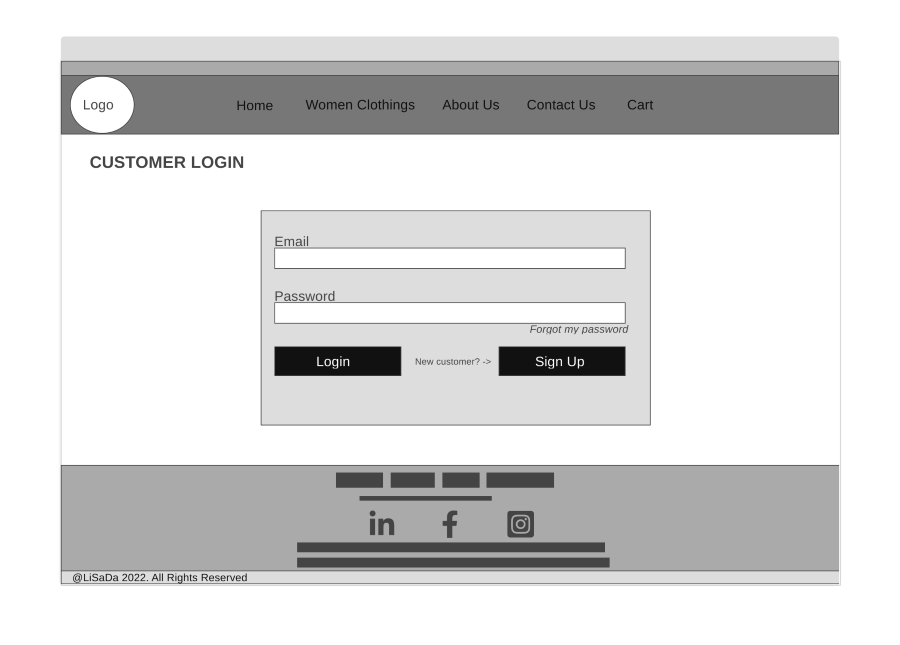 Logo
Home Women Clothings About Us Contact Us Cart
CUSTOMER LOGIN
Email
Password
Forgot my password
Login New customer? -> Sign Up
in f
@LiSaDa 2022. All Rights Reserved